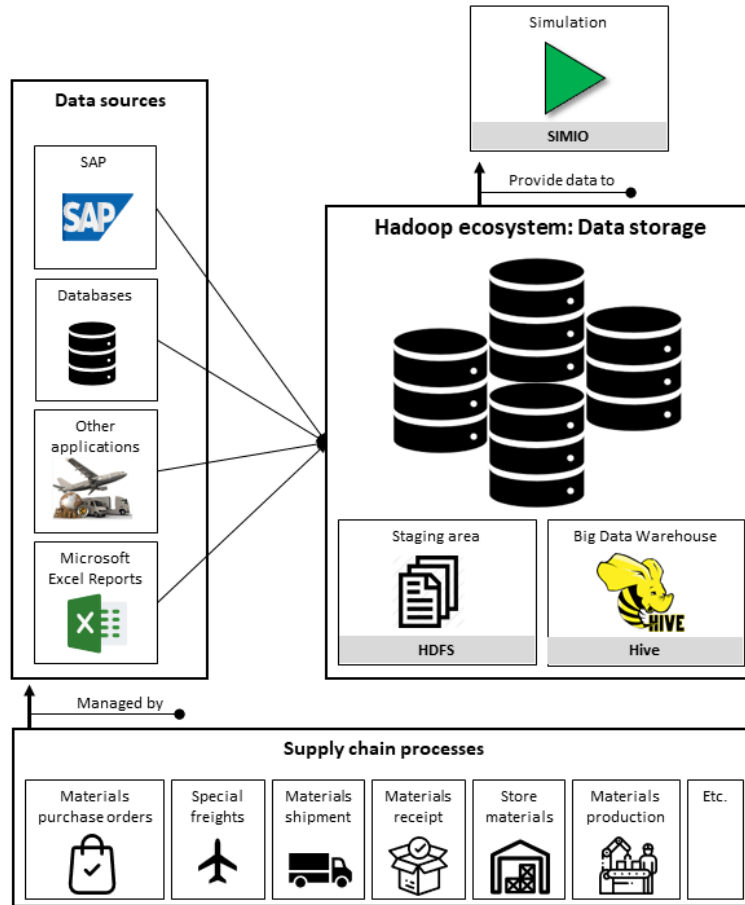 Simulation
SIMIO
Provide data to
Data sources
SAP
SAP
Databases
Other
applications
Microsoft
Excel Reports
X
Hadoop ecosystem: Data storage
Staging area
HDFS
Big Data Warehouse
HIVE
Hive
Managed by
Supply chain processes
Materials
purchase orders
Special
freights
Materials
shipment
Materials
receipt
Store
materials
Materials
production
Etc.